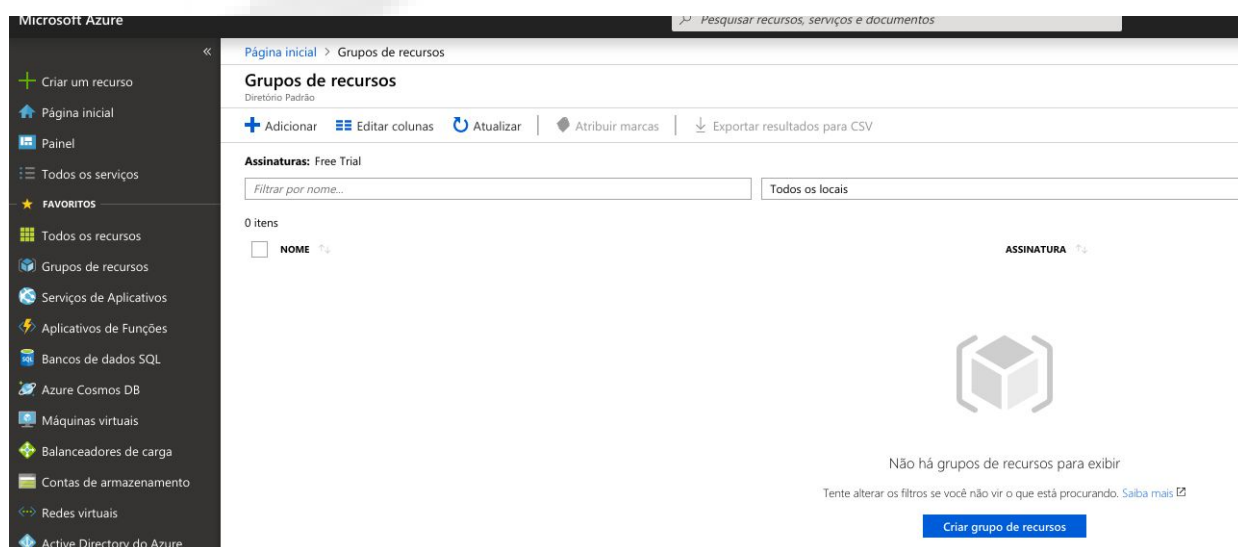 Microsoft Azure
Pesquisar recursos, serviços e documentos
«
Página inicial > Grupos de recursos
Grupos de recursos
Diretório Padrão
Adicionar Editar colunas Atualizar Atribuir marcas Exportar resultados para CSV
Assinaturas: Free Trial
Filtrar por nome... Todos os locais
0 itens
NOME ASSINATURA
Não há grupos de recursos para exibir
Tente alterar os filtros se você não vir o que está procurando. Saiba mais
Criar grupo de recursos
Criar um recurso
Página inicial
Painel
Todos os serviços
FAVORITOS
Todos os recursos
Grupos de recursos
Serviços de Aplicativos
Aplicativos de Funções
Bancos de dados SQL
Azure Cosmos DB
Máquinas virtuais
Balanceadores de carga
Contas de armazenamento
Redes virtuais
Active Directory do Azure